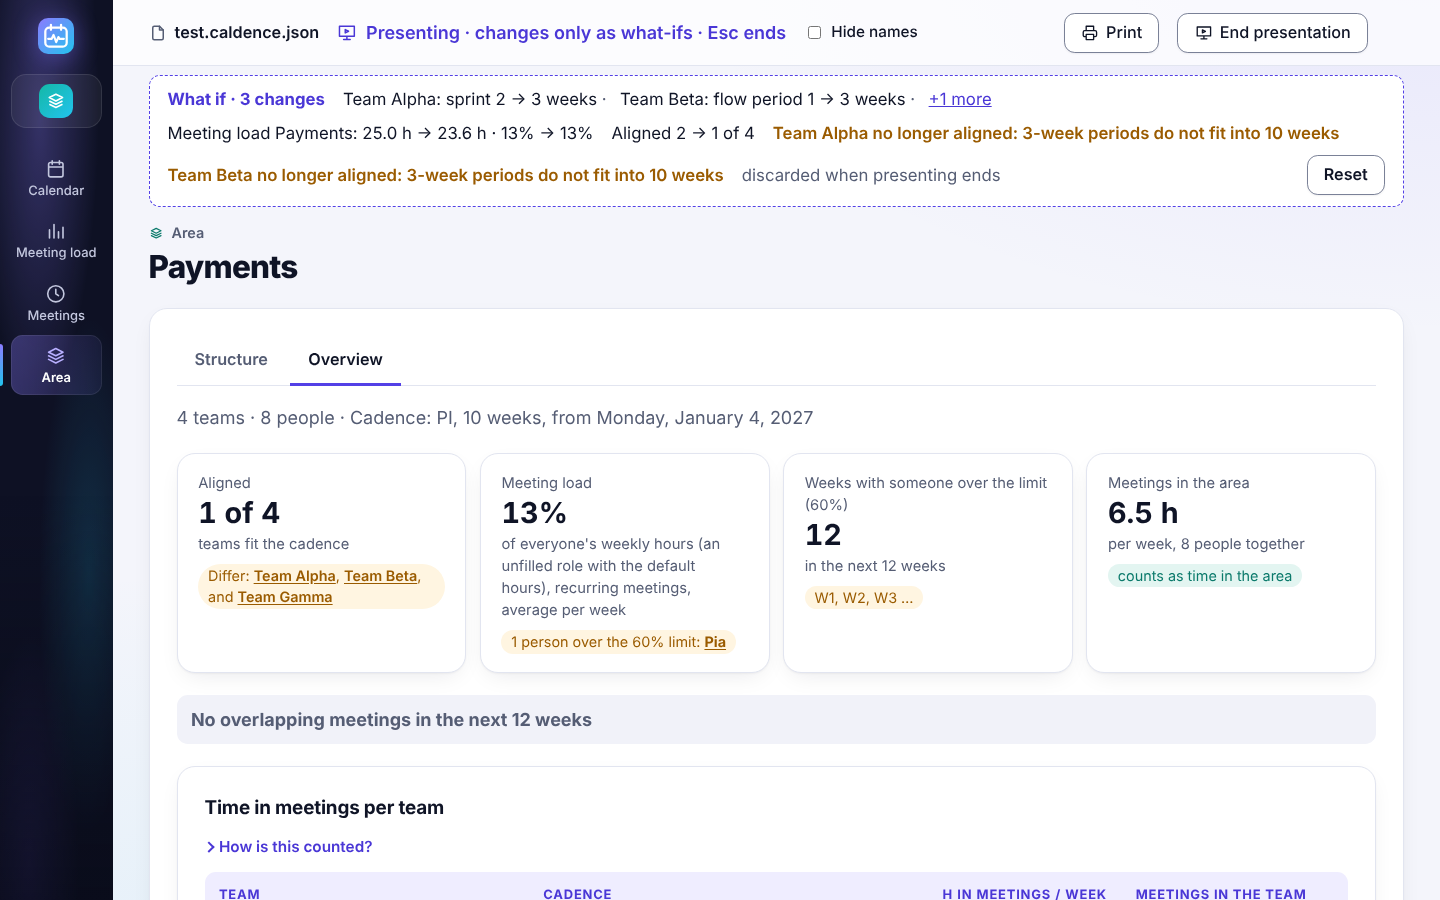 test.caldence.json
Presenting · changes only as what-ifs · Esc ends
Hide names
Print
End presentation
What if · 3 changes Team Alpha: sprint 2 → 3 weeks · Team Beta: flow period 1 → 3 weeks · +1 more
Meeting load Payments: 25.0 h → 23.6 h · 13% → 13% Aligned 2 → 1 of 4 Team Alpha no longer aligned: 3-week periods do not fit into 10 weeks
Team Beta no longer aligned: 3-week periods do not fit into 10 weeks discarded when presenting ends
Reset
Calendar
Meeting load
Meetings
Area
Area
Payments
Structure
Overview
4 teams · 8 people · Cadence: PI, 10 weeks, from Monday, January 4, 2027
Aligned
1 of 4
teams fit the cadence
Differ: Team Alpha, Team Beta,
and Team Gamma
Meeting load
13%
of everyone's weekly hours (an
unfilled role with the default
hours), recurring meetings,
average per week
1 person over the 60% limit: Pia
Weeks with someone over the limit
(60%)
12
in the next 12 weeks
W1, W2, W3 ...
Meetings in the area
6.5 h
per week, 8 people together
counts as time in the area
No overlapping meetings in the next 12 weeks
Time in meetings per team
How is this counted?
TEAM CADENCE H IN MEETINGS / WEEK MEETINGS IN THE TEAM